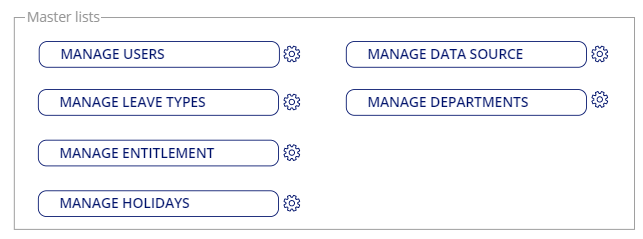 Master lists
MANAGE USERS
MANAGE DATA SOURCE
MANAGE LEAVE TYPES
MANAGE DEPARTMENTS
MANAGE ENTITLEMENT
MANAGE HOLIDAYS